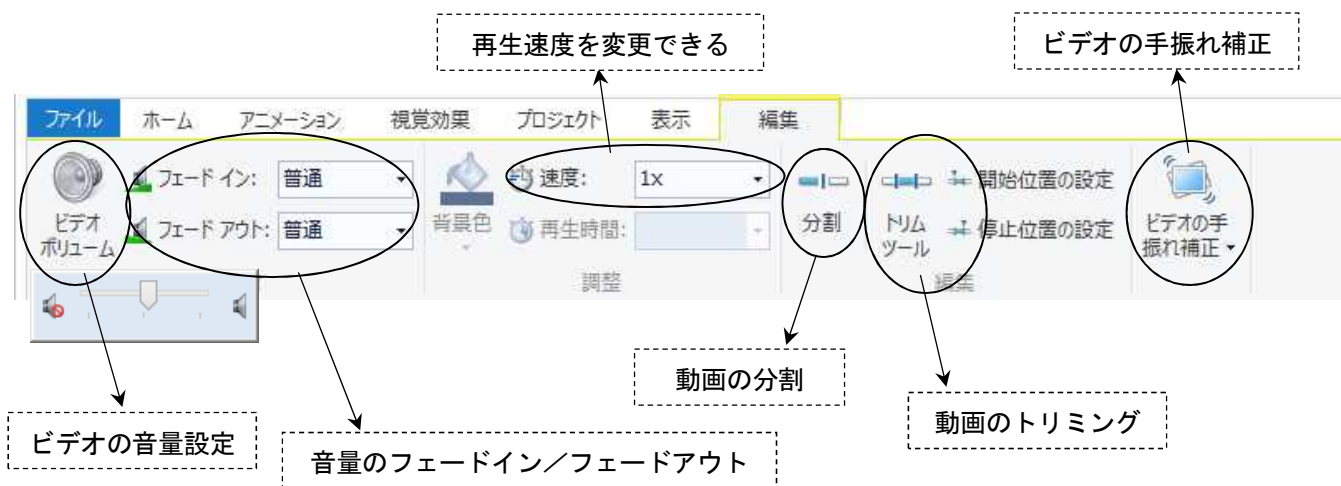 再生速度を変更できる
ビデオの手振れ補正
ファイル ホーム アニメーション 視覚効果 プロジェクト 表示 編集
ビデオ
ボリューム
フェード イン: 普通
フェード アウト: 普通
背景色
速度: 1x
再生時間:
調整
分割
トリム
ツール
開始位置の設定
停止位置の設定
編集
ビデオの手
振れ補正
動画の分割
動画のトリミング
ビデオの音量設定
音量のフェードイン／フェードアウト